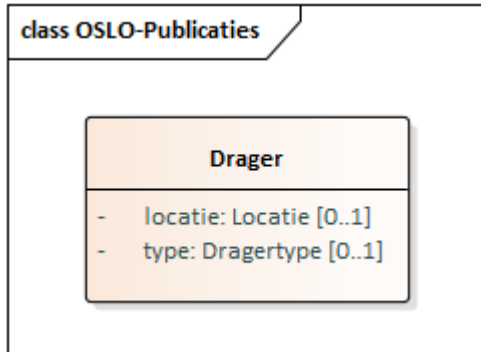 class OSLO-Publicaties
Drager
- locatie: Locatie [0..1]
- type: Dragertype [0..1]